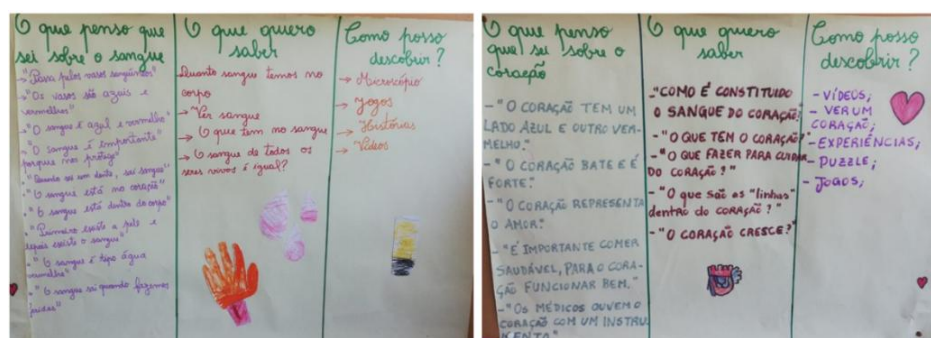 O que penso que
sei sobre o sangue
→ "Passa pelos vasos sanguíneos"
→ "Os vasos são azuis e
vermelhos"
→ "O sangue é azul e vermelho"
- "O sangue é importante
porque nos protege"
- "Quando cai um dente, sai sangue"
- "O sangue está no coração"
- "O sangue está dentro do corpo"
- "Primeiro existe a pele e
depois existe o sangue"
- "O sangue é tipo água
vermelha"
- "O sangue sai quando fazemos
O que quero
saber
Quanto sangue temos no
corpo
→ Ver sangue
→ O que tem no sangue
→ O sangue de todos os
seres vivos é igual?
Como posso
descobrir?
→ Microscópio
→ Jogos
→ Histórias
→ Vídeos
O que penso
que sei sobre o
coração
- "O CORAÇÃO TEM UM
LADO AZUL E OUTRO VER-
MELHO."
- "O CORAÇÃO BATE E É
FORTE."
- "O CORAÇÃO REPRESENTA
O AMOR."
- "É IMPORTANTE COMER
SAUDÁVEL, PARA O CORA-
ÇÃO FUNCIONAR BEM."
- "OS MÉDICOS OUVEM O
CORAÇÃO COM UM INSTRU
MENTO."
O que quero
saber
- "COMO É CONSTITUIDO
O SANGUE DO CORAÇÃO?"
- "O QUE TEM O CORAÇÃO?"
- "O QUE FAZER PARA CUIDAR
DO CORAÇÃO?"
- "O que são as "linhas"
dentro do CORAÇÃO?"
- "O CORAÇÃO CRESCE?"
Como posso
descobrir?
- VÍDEOS;
- VER UM
CORAÇÃO;
- EXPERIÊNCIAS;
- PUZZLE;
- JOGOS;